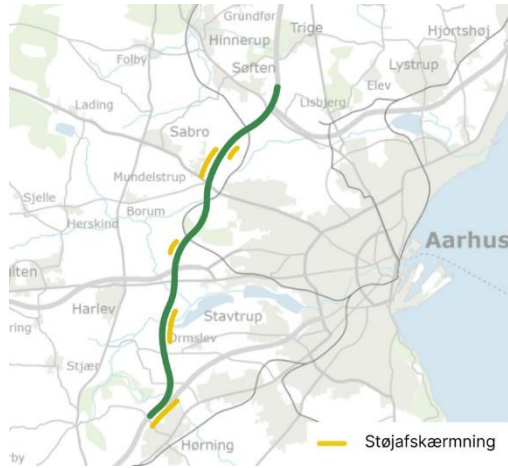 Grundfør
Trige
Hjortshøj
Hinnerup
Folby
Søften
Lystrup
Elev
Lisbjerg
Lading
Sabro
Mundelstrup
Sjelle
Borum
Herskind
Aarhus
Harlev
Stavtrup
Ormslev
Stjær
Hørning
Støjafskærmning